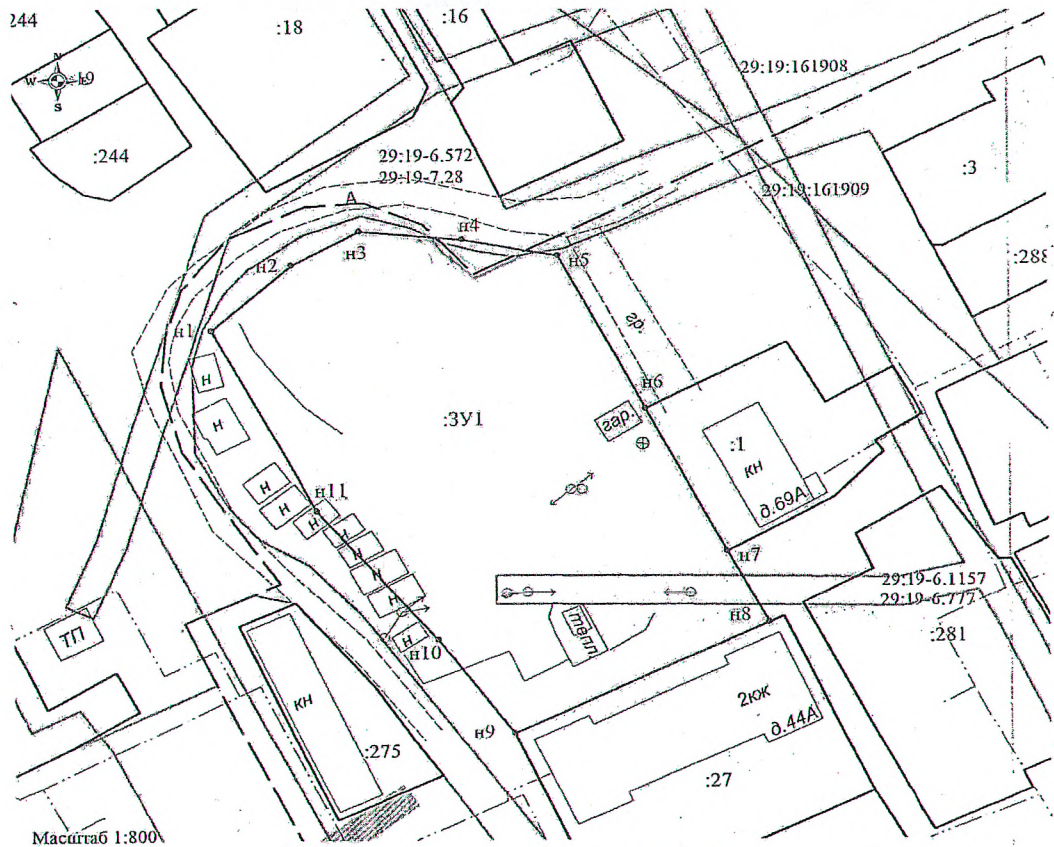 244
:18
:16
N
W
E
S
:19
29:19:161908
:244
29:19-6.572
29:19-7.28
29:19:161909
:3
А
н4
н3
н5
н2
:288
гр.
н1
н
н6
гар.
н
:ЗУ1
:1
кн
н
н11
д.69А
н
н
н
н
н7
н
29:19-6.1157
н
29:19-6.777
тепл.
н8
н
н10
:281
ТП
кн
2кж
д.44А
н9
:275
:27
Масштаб 1:800